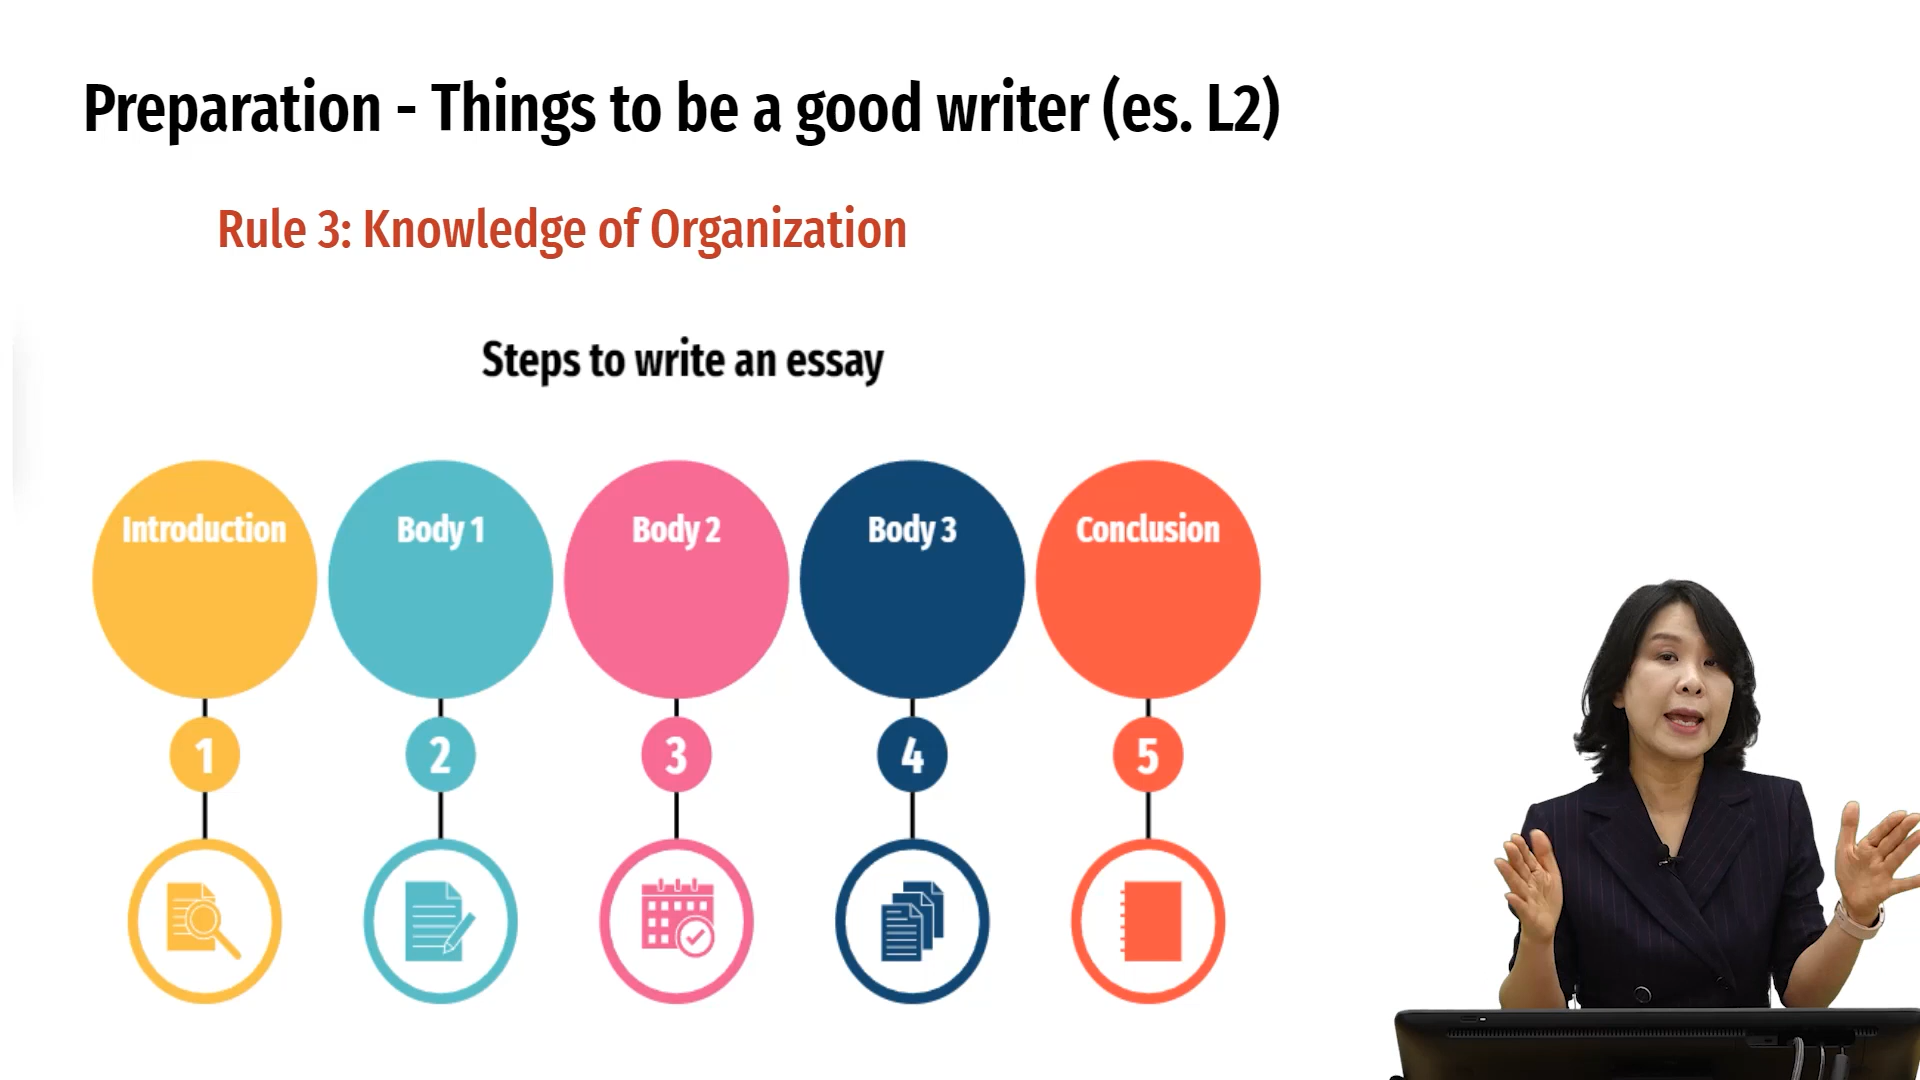 Preparation - Things to be a good writer (es. L2)
Rule 3: Knowledge of Organization
Steps to write an essay
Introduction
Body 1
Body 2
Body 3
Conclusion
1
2
3
4
5